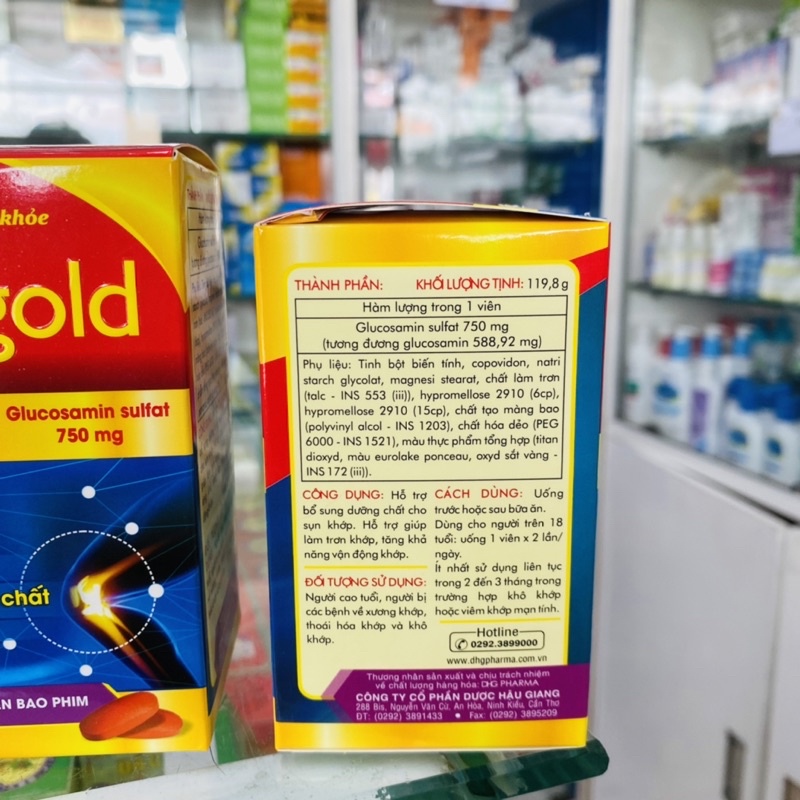 khỏe
gold
Glucosamin sulfat
750 mg
chất
N BAO PHIM
THÀNH PHẦN: KHỐI LƯỢNG TỊNH: 119,8g
Hàm lượng trong 1 viên
Glucosamin sulfat 750 mg
(tương đương glucosamin 588,92 mg)
Phụ liệu: Tinh bột biến tính, copovidon, natri
starch glycolat, magnesi stearat, chất làm trơn
(talc - INS 553 (iii)), hypromellose 2910 (6cp),
hypromellose 2910 (15cp), chất tạo màng bao
(polyvinyl alcol - INS 1203), chất hóa dẻo (PEG
6000 - INS 1521), màu thực phẩm tổng hợp (titan
dioxyd, màu eurolake ponceau, oxyd sắt vàng -
INS 172 (iii)).
CÔNG DỤNG: Hỗ trợ
bổ sung dưỡng chất cho
sụn khớp. Hỗ trợ giúp
làm trơn khớp, tăng khả
năng vận động khớp.
ĐỐI TƯỢNG SỬ DỤNG:
Người cao tuổi, người bị
các bệnh về xương khớp,
thoái hóa khớp và khô
khớp.
CÁCH DÙNG: Uống
trước hoặc sau bữa ăn.
Dùng cho người trên 18
tuổi: uống 1 viên x 2 lần/
ngày.
Ít nhất sử dụng liên tục
trong 2 đến 3 tháng trong
trường hợp khô khớp
hoặc viêm khớp mạn tính.
Hotline
0292.3899000
www.dhgpharma.com.vn
Thương nhân sản xuất và chịu trách nhiệm
về chất lượng hàng hóa: DHG PHARMA
CÔNG TY CỔ PHẦN DƯỢC HẬU GIANG
288 Bis, Nguyễn Văn Cừ, An Hòa, Ninh Kiều, Cần Thơ
ĐT: (0292) 3891433 • Fax: (0292) 3895209